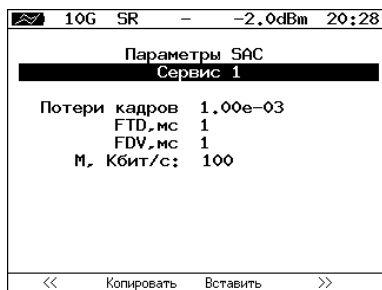 10G SR – -2.0dBm 20:28
Параметры SAC
Сервис 1
Потери кадров 1.00e-03
FTD,мс 1
FDV,мс 1
М, Кбит/с: 100
<< Копировать Вставить >>